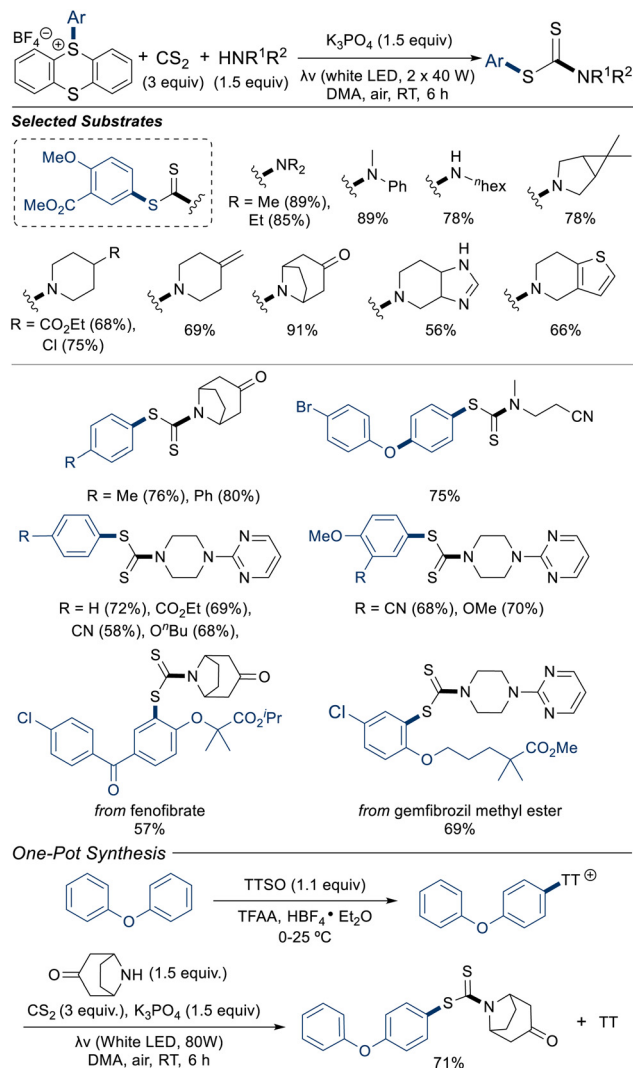 Ar
BF4⊖
S
⊕
S
+ CS2 + HNR¹R²
(3 equiv) (1.5 equiv)
K3PO4 (1.5 equiv)
λν (white LED, 2 x 40 W)
DMA, air, RT, 6 h
S
Ar S NR¹R²
Selected Substrates
MeO
MeO2C
S
S
NR2
R = Me (89%),
Et (85%)
N
Ph
89%
H
N
nhex
78%
N
78%
R
N
R = CO2Et (68%),
Cl (75%)
N
69%
O
N
91%
H
N
N
N
56%
S
N
66%
O
S
N
S
R
R = Me (76%), Ph (80%)
Br
O
S
N
S
CN
75%
R
S
N
N
N
N
S
R = H (72%), CO2Et (69%),
CN (58%), OnBu (68%),
MeO
S
N
N
N
N
R
S
R = CN (68%), OMe (70%)
S
N
S
O
Cl
O
CO2iPr
O
from fenofibrate
57%
S
N
N
N
N
Cl
S
O
CO2Me
from gemfibrozil methyl ester
69%
One-Pot Synthesis
O
TTSO (1.1 equiv)
TFAA, HBF4 • Et2O
0-25 ºC
TT⊕
O
O
NH (1.5 equiv.)
CS2 (3 equiv.), K3PO4 (1.5 equiv)
λν (White LED, 80W)
DMA, air, RT, 6 h
S
S
N
O
O
+ TT
71%